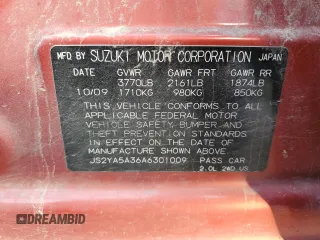 MFD BY SUZUKI MOTOR CORPORATION JAPAN
DATE GVWR GAWR FRT GAWR RR
3770LB 2161LB 1874LB
10/09 1710KG 980KG 850KG
THIS VEHICLE CONFORMS TO ALL
APPLICABLE FEDERAL MOTOR
VEHICLE SAFETY, BUMPER AND
THEFT PREVENTION STANDARDS
IN EFFECT ON THE DATE OF
MANUFACTURE SHOWN ABOVE.
JS2YA5A36A6301009 PASS CAR
2.0L 2WD US
DREAMBID